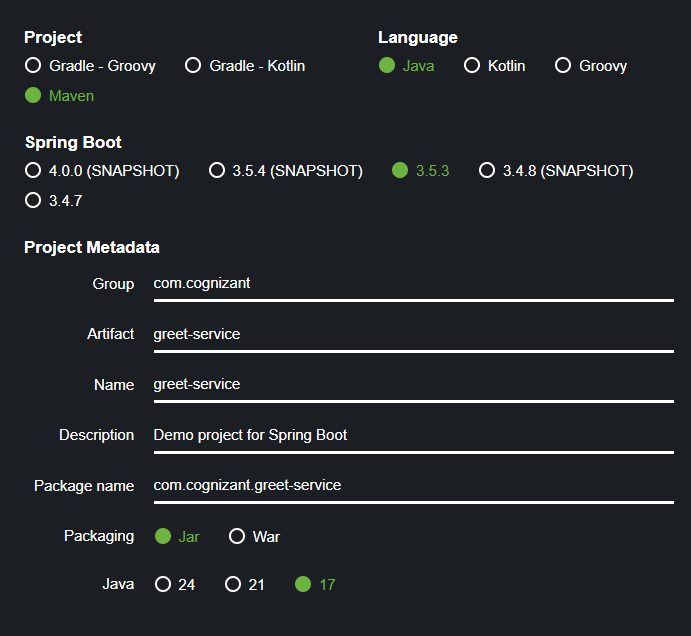 Project
Language
Gradle - Groovy Gradle - Kotlin
Java Kotlin Groovy
Maven
Spring Boot
4.0.0 (SNAPSHOT) 3.5.4 (SNAPSHOT) 3.5.3 3.4.8 (SNAPSHOT)
3.4.7
Project Metadata
Group com.cognizant
Artifact greet-service
Name greet-service
Description Demo project for Spring Boot
Package name com.cognizant.greet-service
Packaging Jar War
Java 24 21 17